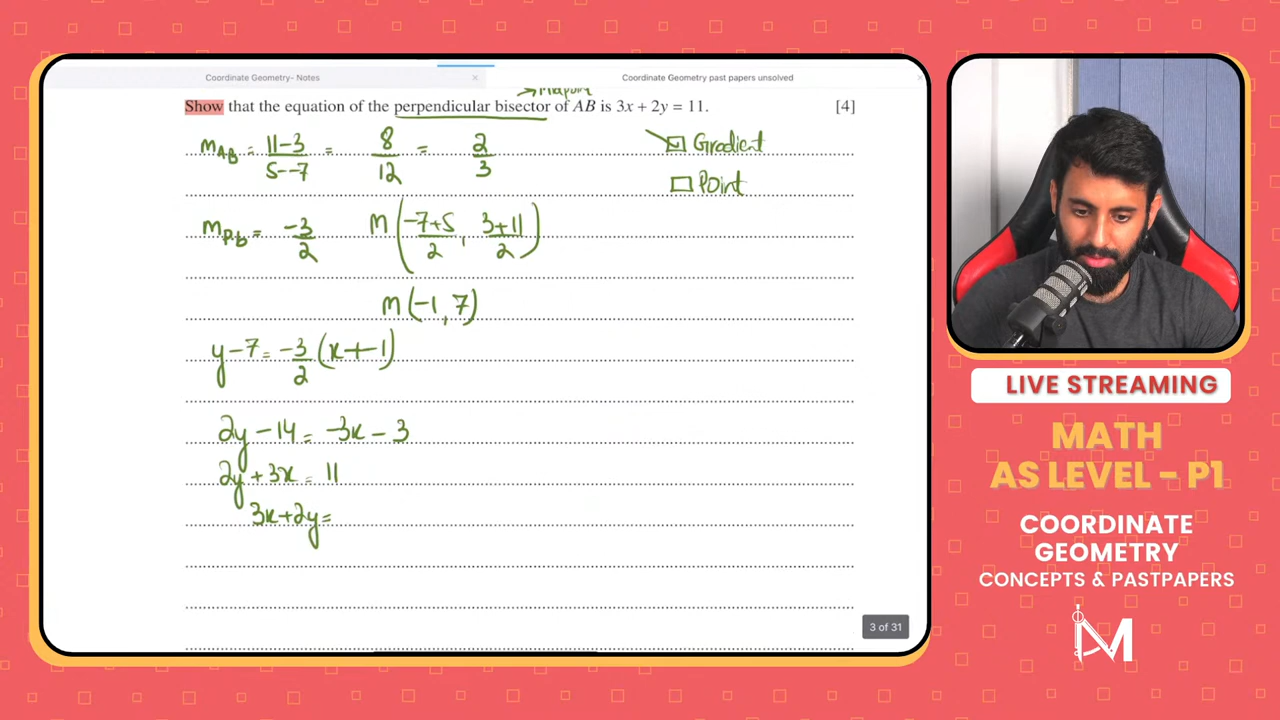 Coordinate Geometry- Notes
Coordinate Geometry past papers unsolved
→Midpoint
Show that the equation of the perpendicular bisector of AB is 3x + 2y = 11. [4]
m_AB = 11-3/5--7 = 8/12 = 2/3
Gradient
Point
m_P.b = -3/2 M(-7+5/2, 3+11/2)
M(-1, 7)
y-7 = -3/2(x+-1)
2y-14 = -3x-3
2y+3x = 11
3x+2y=
3 of 31
LIVE STREAMING
MATH
AS LEVEL - P1
COORDINATE
GEOMETRY
CONCEPTS & PASTPAPERS
M